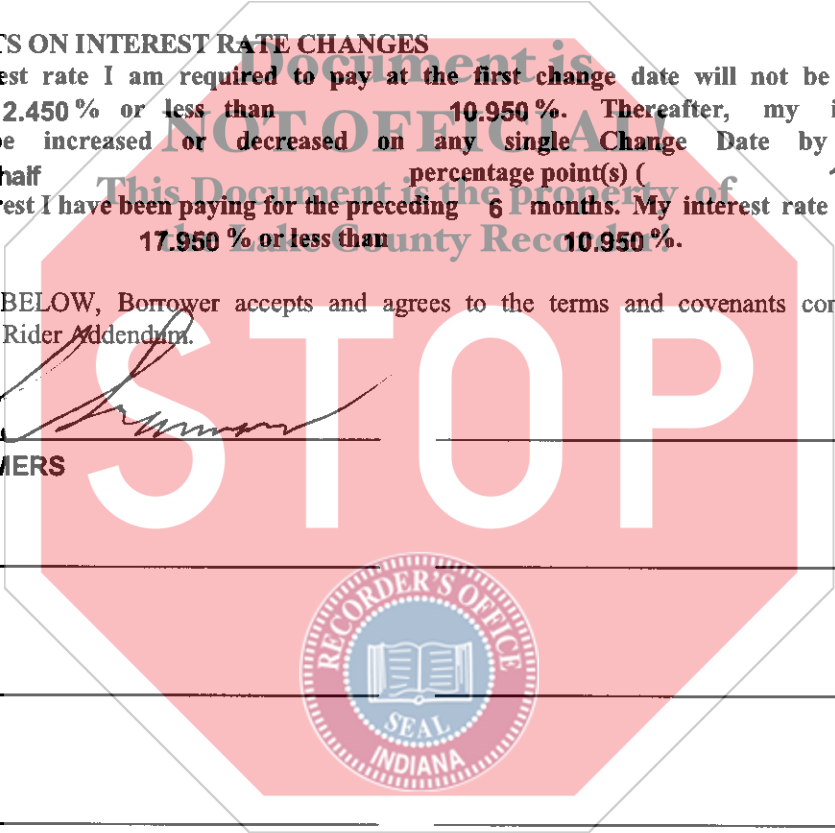 TS ON INTEREST RATE CHANGES
est rate I am required to pay at the first change date will not be
2.450 % or less than 10.950 %. Thereafter, my i
e increased or decreased on any single Change Date by
half percentage point(s) ( 1
rest I have been paying for the preceding 6 months. My interest rate
17.950 % or less than 10.950 %.
Document is
NOT OFFICIAL!
This Document is the property of
the Lake County Recorder!
BELOW, Borrower accepts and agrees to the terms and covenants con
Rider Addendum.
MERS
STOP
RECORDER'S OFFICE
SEAL
INDIANA